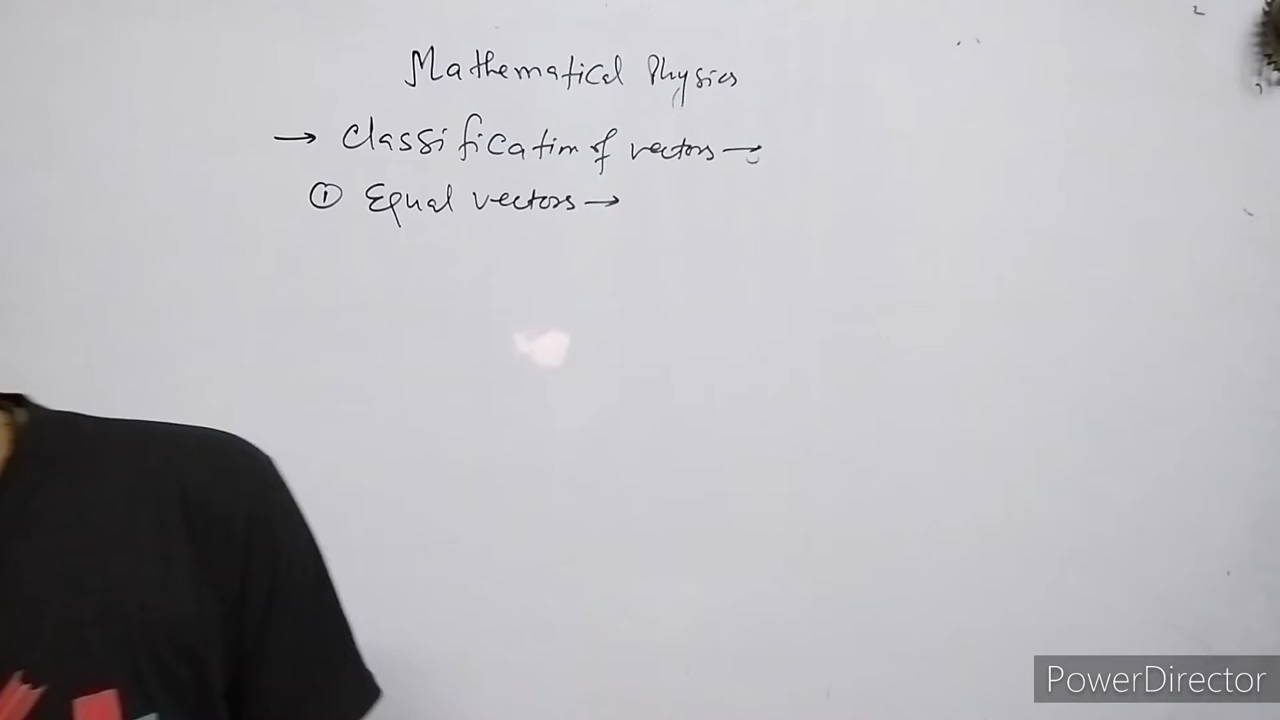 Mathematical Physics
→ Classification of vectors →
① Equal vectors →
PowerDirector